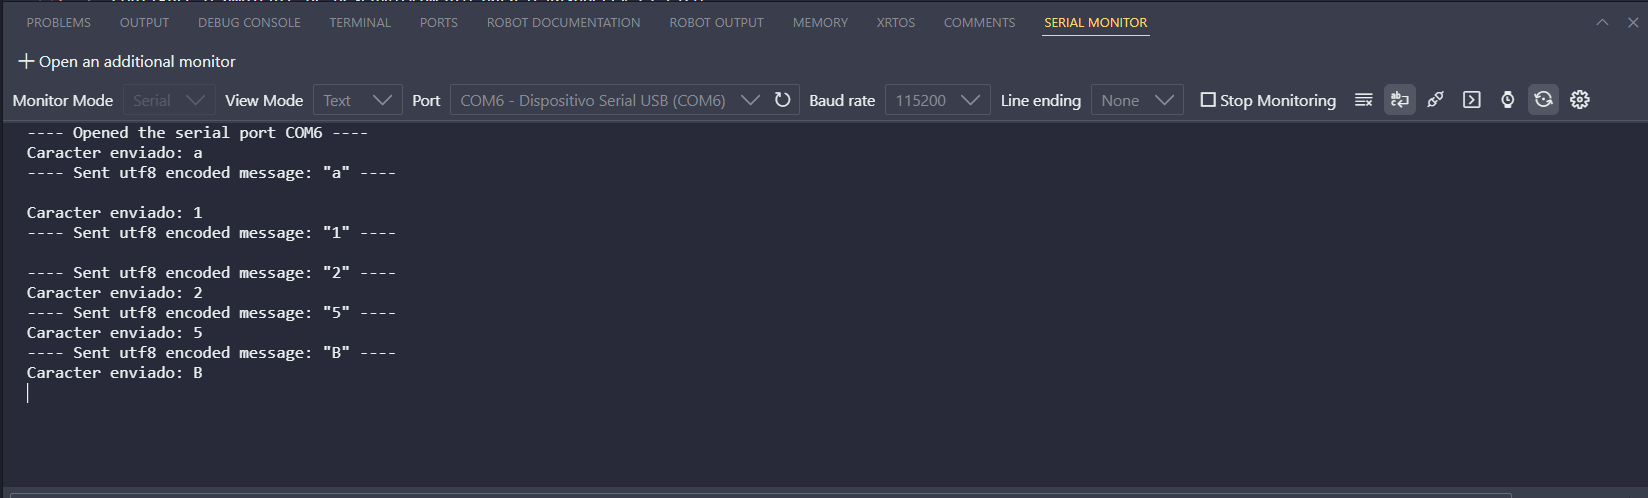 PROBLEMS OUTPUT DEBUG CONSOLE TERMINAL PORTS ROBOT DOCUMENTATION ROBOT OUTPUT MEMORY XRTOS COMMENTS SERIAL MONITOR
Open an additional monitor
Monitor Mode Serial View Mode Text Port COM6 - Dispositivo Serial USB (COM6) Baud rate 115200 Line ending None Stop Monitoring
---- Opened the serial port COM6 ----
Caracter enviado: a
---- Sent utf8 encoded message: "a" ----
Caracter enviado: 1
---- Sent utf8 encoded message: "1" ----
---- Sent utf8 encoded message: "2" ----
Caracter enviado: 2
---- Sent utf8 encoded message: "5" ----
Caracter enviado: 5
---- Sent utf8 encoded message: "B" ----
Caracter enviado: B